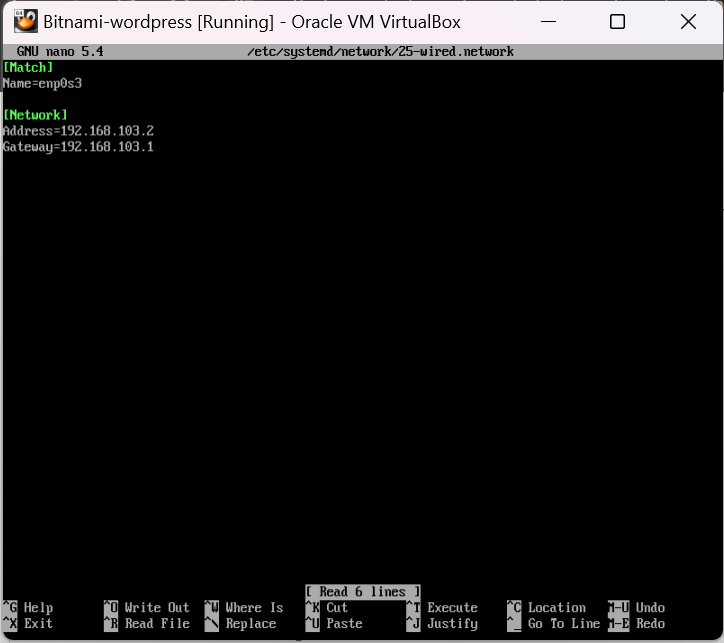 64
Bitnami-wordpress [Running] - Oracle VM VirtualBox
GNU nano 5.4 /etc/systemd/network/25-wired.network
[Match]
Name=enp0s3
[Network]
Address=192.168.103.2
Gateway=192.168.103.1
[ Read 6 lines ]
^G Help ^O Write Out ^W Where Is ^K Cut ^T Execute ^C Location M-U Undo
^X Exit ^R Read File ^\ Replace ^U Paste ^J Justify ^_ Go To Line M-E Redo